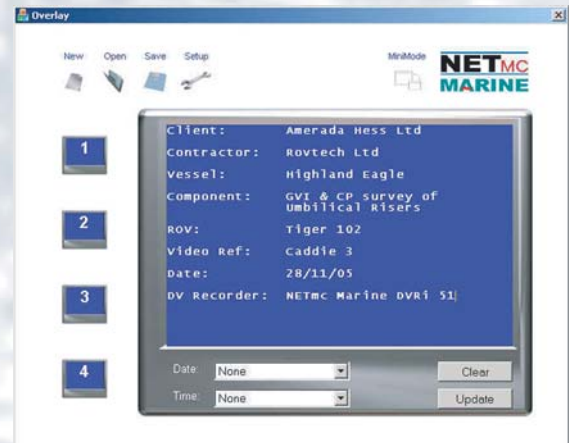 Overlay
New Open Save Setup MiniMode
NETMC
MARINE
1
2
3
4
Client: Amerada Hess Ltd
Contractor: Rovtech Ltd
Vessel: Highland Eagle
Component: GVI & CP survey of
Umbilical Risers
ROV: Tiger 102
Video Ref: Caddie 3
Date: 28/11/05
DV Recorder: NETmc Marine DVRi 51
Date: None Clear
Time: None Update